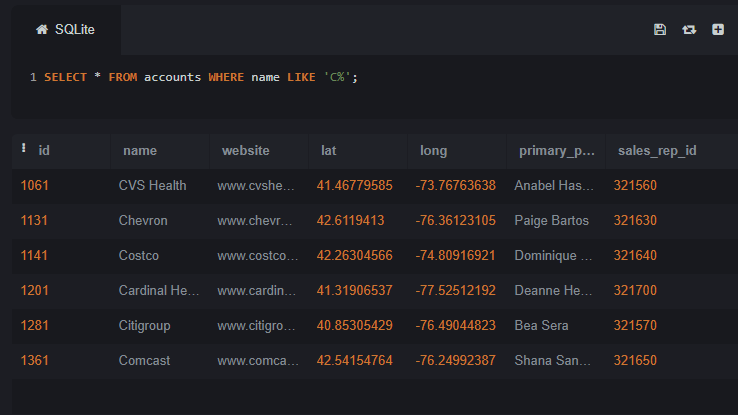 SQLite
1 SELECT * FROM accounts WHERE name LIKE 'C%';
id name website lat long primary_p... sales_rep_id
1061 CVS Health www.cvshe... 41.46779585 -73.76763638 Anabel Has... 321560
1131 Chevron www.chevr... 42.6119413 -76.36123105 Paige Bartos 321630
1141 Costco www.costco... 42.26304566 -74.80916921 Dominique ... 321640
1201 Cardinal He... www.cardin... 41.31906537 -77.52512192 Deanne He... 321700
1281 Citigroup www.citigro... 40.85305429 -76.49044823 Bea Sera 321570
1361 Comcast www.comca... 42.54154764 -76.24992387 Shana San... 321650